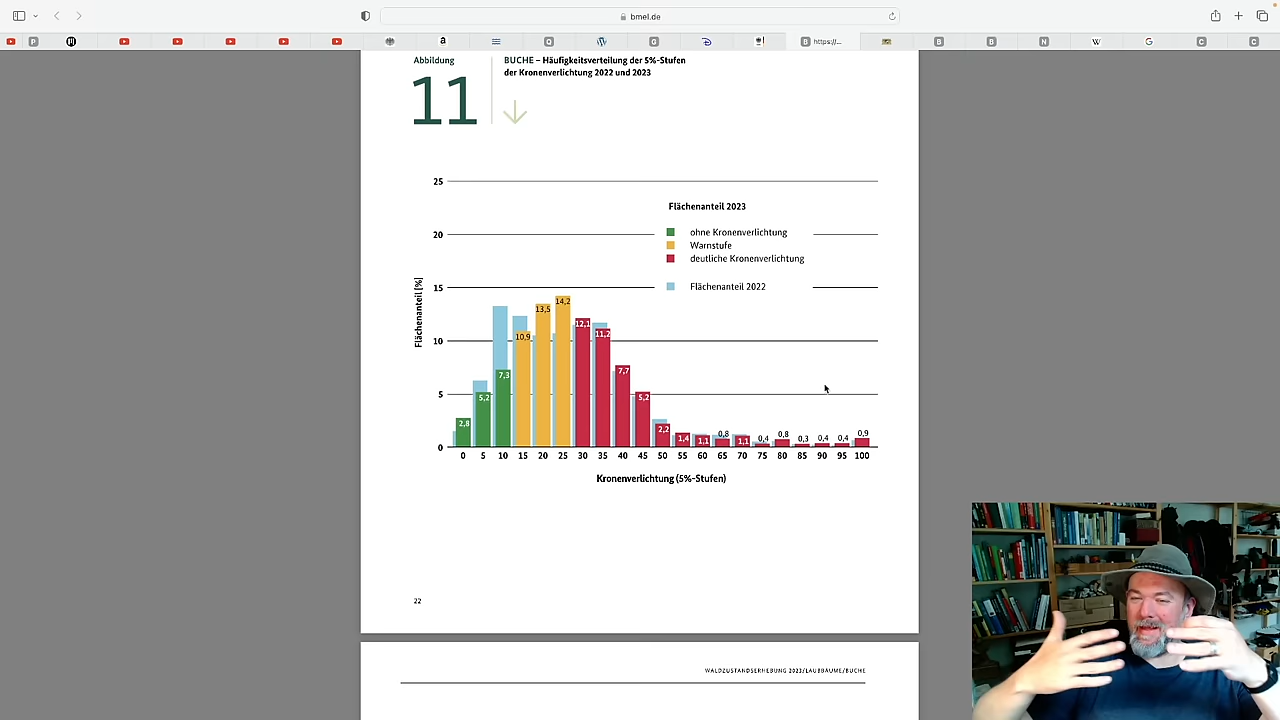 bmel.de
https://...
Abbildung
11
BUCHE – Häufigkeitsverteilung der 5%-Stufen
der Kronenverlichtung 2022 und 2023
25
Flächenanteil 2023
20
ohne Kronenverlichtung
Warnstufe
deutliche Kronenverlichtung
15
Flächenanteil 2022
Flächenanteil [%]
10
5
0
2,8
5,2
7,3
10,9
13,5
14,2
12,1
11,2
7,7
5,2
2,2
1,4
1,1
0,8
1,1
0,4
0,8
0,3
0,4
0,4
0,9
0 5 10 15 20 25 30 35 40 45 50 55 60 65 70 75 80 85 90 95 100
Kronenverlichtung (5%-Stufen)
22
WALDZUSTANDSERHEBUNG 2023/LAUBBÄUME/BUCHE